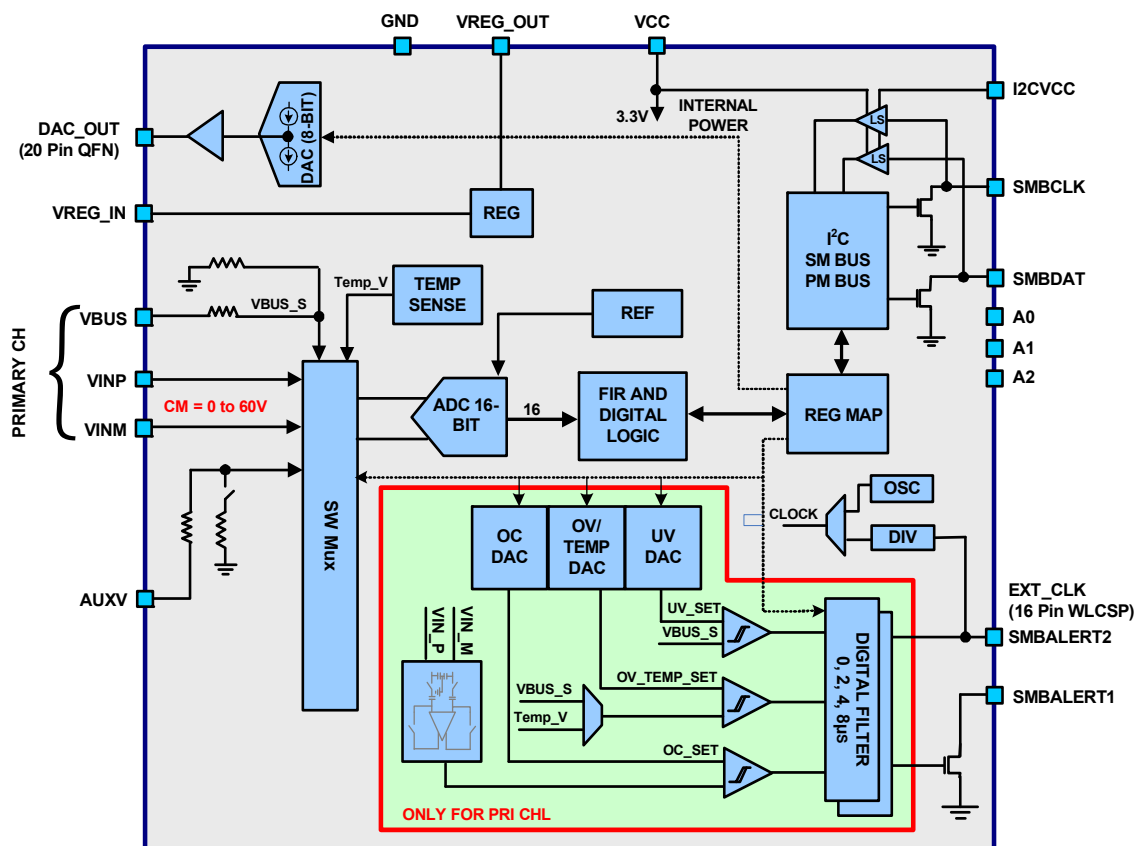 GND
VREG_OUT
VCC
I2CVCC
3.3V
INTERNAL
POWER
LS
LS
DAC_OUT
(20 Pin QFN)
DAC (8-BIT)
VREG_IN
REG
SMBCLK
I2C
SM BUS
PM BUS
SMBDAT
A0
A1
A2
PRIMARY CH
VBUS
VBUS_S
Temp_V
TEMP
SENSE
REF
VINP
CM = 0 to 60V
VINM
SW Mux
ADC 16-
BIT
16
FIR AND
DIGITAL
LOGIC
REG MAP
OSC
CLOCK
DIV
AUXV
OC
DAC
OV/
TEMP
DAC
UV
DAC
EXT_CLK
(16 Pin WLCSP)
SMBALERT2
SMBALERT1
VIN_P
VIN_M
UV_SET
VBUS_S
OV_TEMP_SET
VBUS_S
Temp_V
OC_SET
DIGITAL FILTER
0, 2, 4, 8µs
ONLY FOR PRI CHL